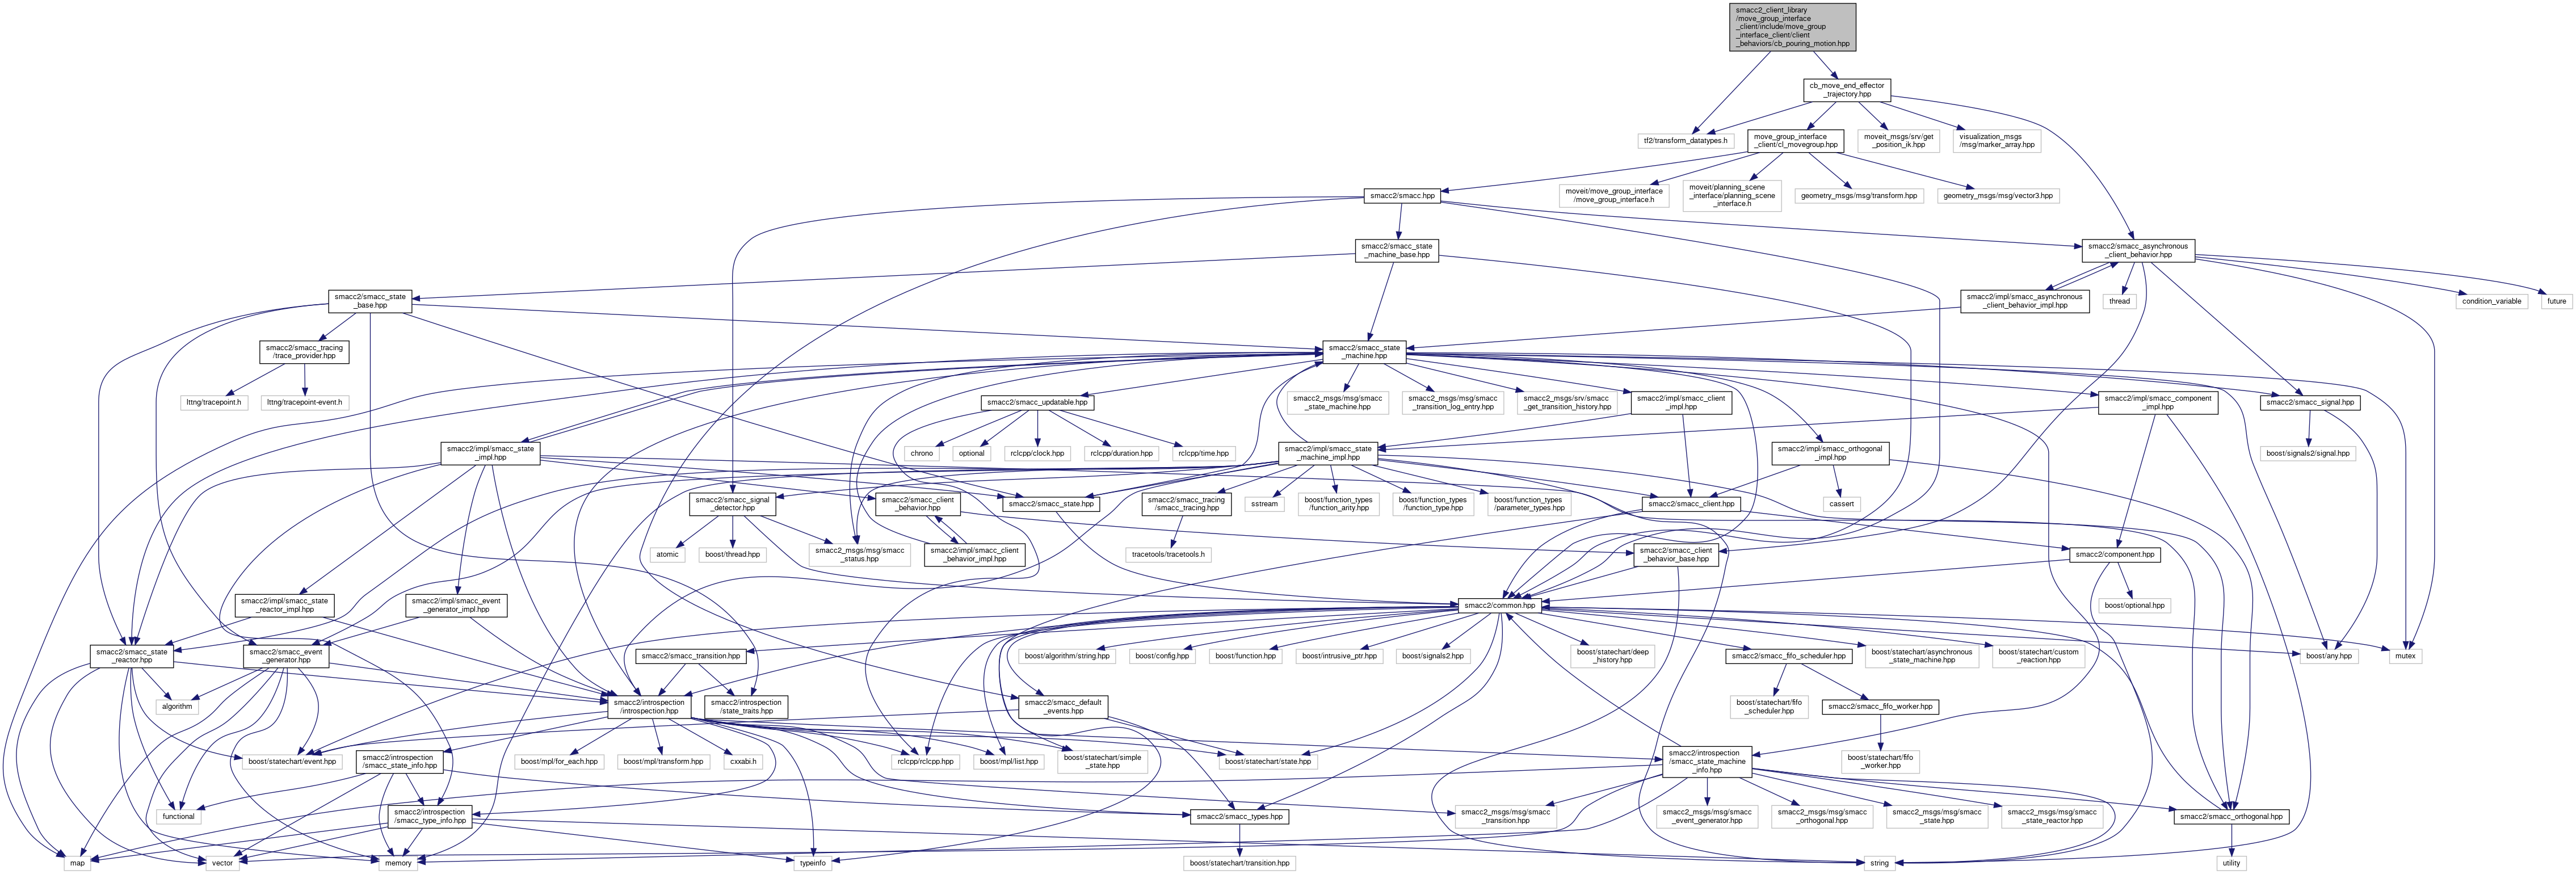 smacc2_client_library
/move_group_interface
_client/include/move_group
_interface_client/client
_behaviors/cb_pouring_motion.hpp
cb_move_end_effector
_trajectory.hpp
tf2/transform_datatypes.h
move_group_interface
_client/cl_movegroup.hpp
moveit_msgs/srv/get
_position_ik.hpp
visualization_msgs
/msg/marker_array.hpp
smacc2/smacc.hpp
moveit/move_group_interface
/move_group_interface.h
moveit/planning_scene
_interface/planning_scene
_interface.h
geometry_msgs/msg/transform.hpp
geometry_msgs/msg/vector3.hpp
smacc2/smacc_state
_machine_base.hpp
smacc2/smacc_asynchronous
_client_behavior.hpp
smacc2/smacc_state
_base.hpp
smacc2/impl/smacc_asynchronous
_client_behavior_impl.hpp
thread
condition_variable
future
smacc2/smacc_tracing
/trace_provider.hpp
smacc2/smacc_state
_machine.hpp
lttng/tracepoint.h
lttng/tracepoint-event.h
smacc2/smacc_updatable.hpp
smacc2_msgs/msg/smacc
_state_machine.hpp
smacc2_msgs/msg/smacc
_transition_log_entry.hpp
smacc2_msgs/srv/smacc
_get_transition_history.hpp
smacc2/impl/smacc_client
_impl.hpp
smacc2/impl/smacc_component
_impl.hpp
smacc2/smacc_signal.hpp
smacc2/impl/smacc_state
_impl.hpp
chrono
optional
rclcpp/clock.hpp
rclcpp/duration.hpp
rclcpp/time.hpp
smacc2/impl/smacc_state
_machine_impl.hpp
smacc2/impl/smacc_orthogonal
_impl.hpp
boost/signals2/signal.hpp
smacc2/smacc_signal
_detector.hpp
smacc2/smacc_client
_behavior.hpp
smacc2/smacc_state.hpp
smacc2/smacc_tracing
/smacc_tracing.hpp
sstream
boost/function_types
/function_arity.hpp
boost/function_types
/function_type.hpp
boost/function_types
/parameter_types.hpp
smacc2/smacc_client.hpp
cassert
atomic
boost/thread.hpp
smacc2_msgs/msg/smacc
_status.hpp
smacc2/impl/smacc_client
_behavior_impl.hpp
tracetools/tracetools.h
smacc2/smacc_client
_behavior_base.hpp
smacc2/component.hpp
smacc2/impl/smacc_state
_reactor_impl.hpp
smacc2/impl/smacc_event
_generator_impl.hpp
smacc2/common.hpp
boost/optional.hpp
smacc2/smacc_state
_reactor.hpp
smacc2/smacc_event
_generator.hpp
smacc2/smacc_transition.hpp
boost/algorithm/string.hpp
boost/config.hpp
boost/function.hpp
boost/intrusive_ptr.hpp
boost/signals2.hpp
boost/statechart/deep
_history.hpp
smacc2/smacc_fifo_scheduler.hpp
boost/statechart/asynchronous
_state_machine.hpp
boost/statechart/custom
_reaction.hpp
boost/any.hpp
mutex
algorithm
smacc2/introspection
/introspection.hpp
smacc2/introspection
/state_traits.hpp
smacc2/smacc_default
_events.hpp
boost/statechart/fifo
_scheduler.hpp
smacc2/smacc_fifo_worker.hpp
boost/statechart/event.hpp
smacc2/introspection
/smacc_state_info.hpp
boost/mpl/for_each.hpp
boost/mpl/transform.hpp
cxxabi.h
rclcpp/rclcpp.hpp
boost/mpl/list.hpp
boost/statechart/simple
_state.hpp
boost/statechart/state.hpp
smacc2/introspection
/smacc_state_machine
_info.hpp
boost/statechart/fifo
_worker.hpp
functional
smacc2/introspection
/smacc_type_info.hpp
smacc2/smacc_types.hpp
smacc2_msgs/msg/smacc
_transition.hpp
smacc2_msgs/msg/smacc
_event_generator.hpp
smacc2_msgs/msg/smacc
_orthogonal.hpp
smacc2_msgs/msg/smacc
_state.hpp
smacc2_msgs/msg/smacc
_state_reactor.hpp
smacc2/smacc_orthogonal.hpp
map
vector
memory
typeinfo
boost/statechart/transition.hpp
string
utility